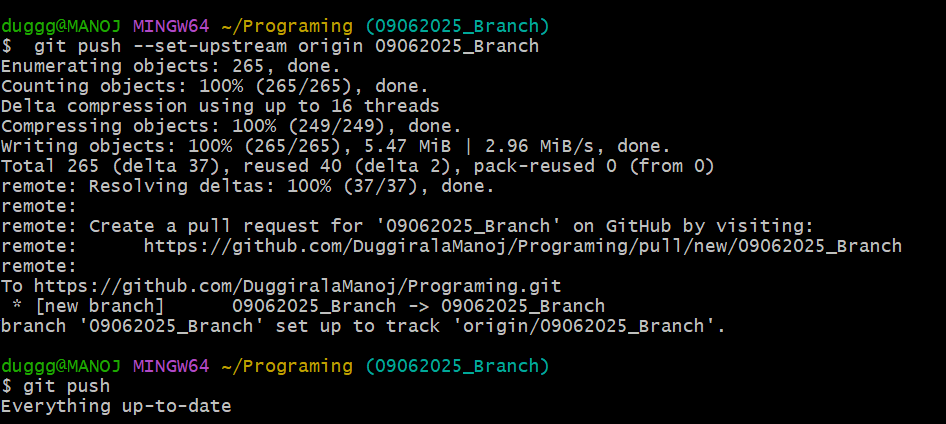 duggg@MANOJ MINGW64 ~/Programing (09062025_Branch)
$  git push --set-upstream origin 09062025_Branch
Enumerating objects: 265, done.
Counting objects: 100% (265/265), done.
Delta compression using up to 16 threads
Compressing objects: 100% (249/249), done.
Writing objects: 100% (265/265), 5.47 MiB | 2.96 MiB/s, done.
Total 265 (delta 37), reused 40 (delta 2), pack-reused 0 (from 0)
remote: Resolving deltas: 100% (37/37), done.
remote:
remote: Create a pull request for '09062025_Branch' on GitHub by visiting:
remote:      https://github.com/DuggiralaManoj/Programing/pull/new/09062025_Branch
remote:
To https://github.com/DuggiralaManoj/Programing.git
 * [new branch]      09062025_Branch -> 09062025_Branch
branch '09062025_Branch' set up to track 'origin/09062025_Branch'.
duggg@MANOJ MINGW64 ~/Programing (09062025_Branch)
$ git push
Everything up-to-date